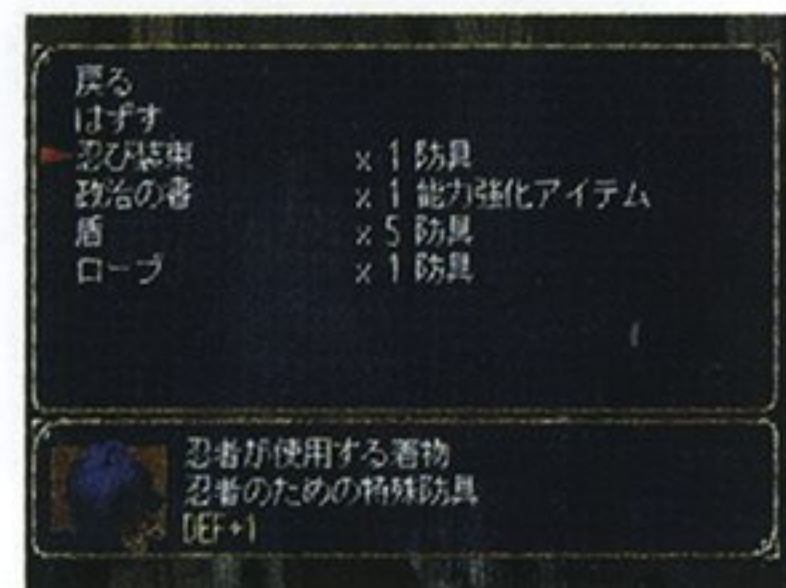 戻る
はずす
忍び装束 × 1 防具
政治の書 × 1 能力強化アイテム
盾 × 5 防具
ローブ × 1 防具
忍者が使用する着物
忍者のための特殊防具
DEF+1